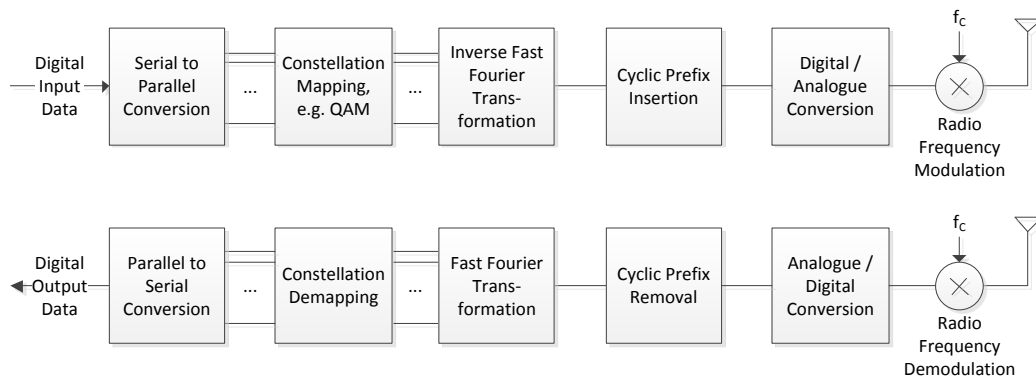 Digital
Input
Data
Serial to
Parallel
Conversion
...
Constellation
Mapping,
e.g. QAM
...
Inverse Fast
Fourier
Trans-
formation
Cyclic Prefix
Insertion
Digital /
Analogue
Conversion
fc
Radio
Frequency
Modulation
Digital
Output
Data
Parallel to
Serial
Conversion
...
Constellation
Demapping
...
Fast Fourier
Trans-
formation
Cyclic Prefix
Removal
Analogue /
Digital
Conversion
fc
Radio
Frequency
Demodulation